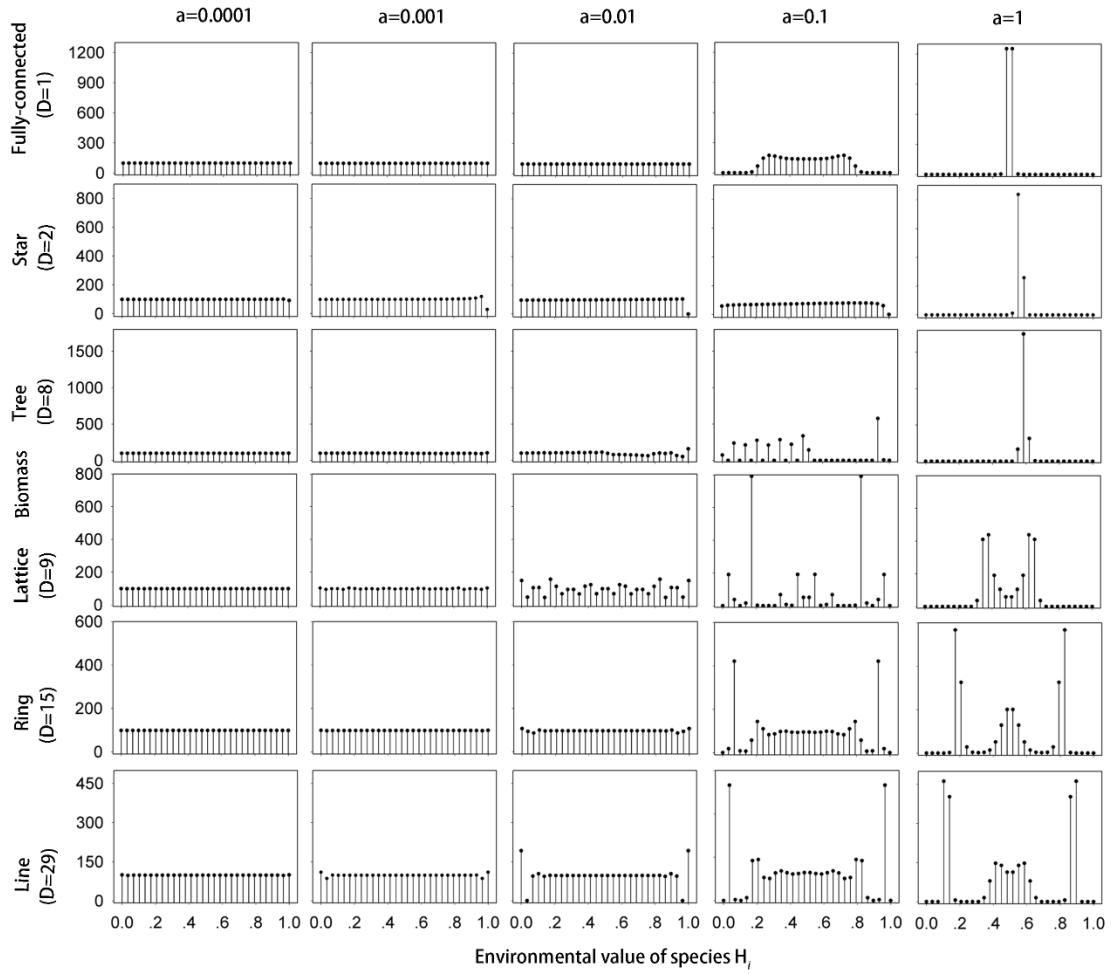 a=0.0001 a=0.001 a=0.01 a=0.1 a=1
Fully-connected
(D=1)
1200
900
600
300
0
Star
(D=2)
800
600
400
200
0
Tree
(D=8)
1500
1000
500
0
Biomass
Lattice
(D=9)
800
600
400
200
0
Ring
(D=15)
600
400
200
0
Line
(D=29)
450
300
150
0
0.0 .2 .4 .6 .8 1.0 0.0 .2 .4 .6 .8 1.0 0.0 .2 .4 .6 .8 1.0 0.0 .2 .4 .6 .8 1.0 0.0 .2 .4 .6 .8 1.0
Environmental value of species Hi